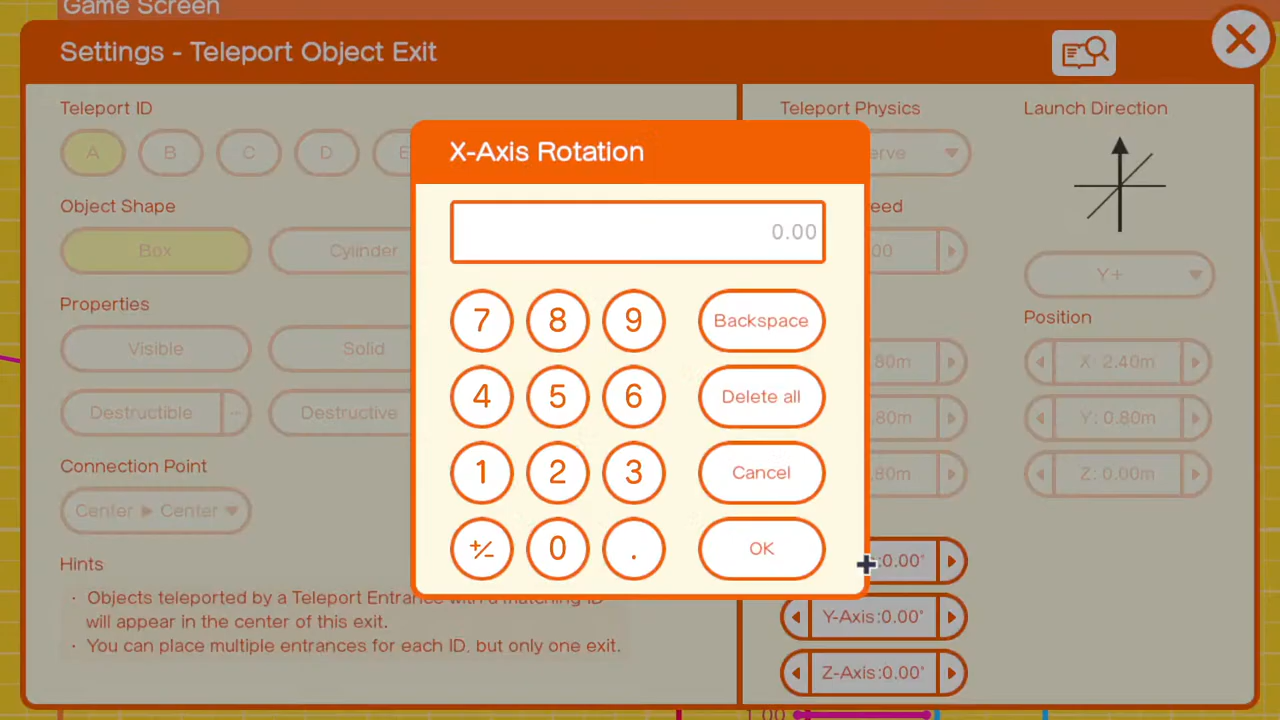 Game Screen
Settings - Teleport Object Exit
Teleport ID
A B C D E
Object Shape
Box Cylinder
Properties
Visible Solid
Destructible ... Destructive
Connection Point
Center ▶ Center
Hints
· Objects teleported by a Teleport Entrance with a matching ID
will appear in the center of this exit.
· You can place multiple entrances for each ID, but only one exit.
X-Axis Rotation
0.00
7 8 9 Backspace
4 5 6 Delete all
1 2 3 Cancel
+/- 0 . OK
Teleport Physics
Launch Direction
Y+
Position
X: 2.40m
Y: 0.80m
Z: 0.00m
:0.00°
Y-Axis:0.00°
Z-Axis:0.00°
1.00